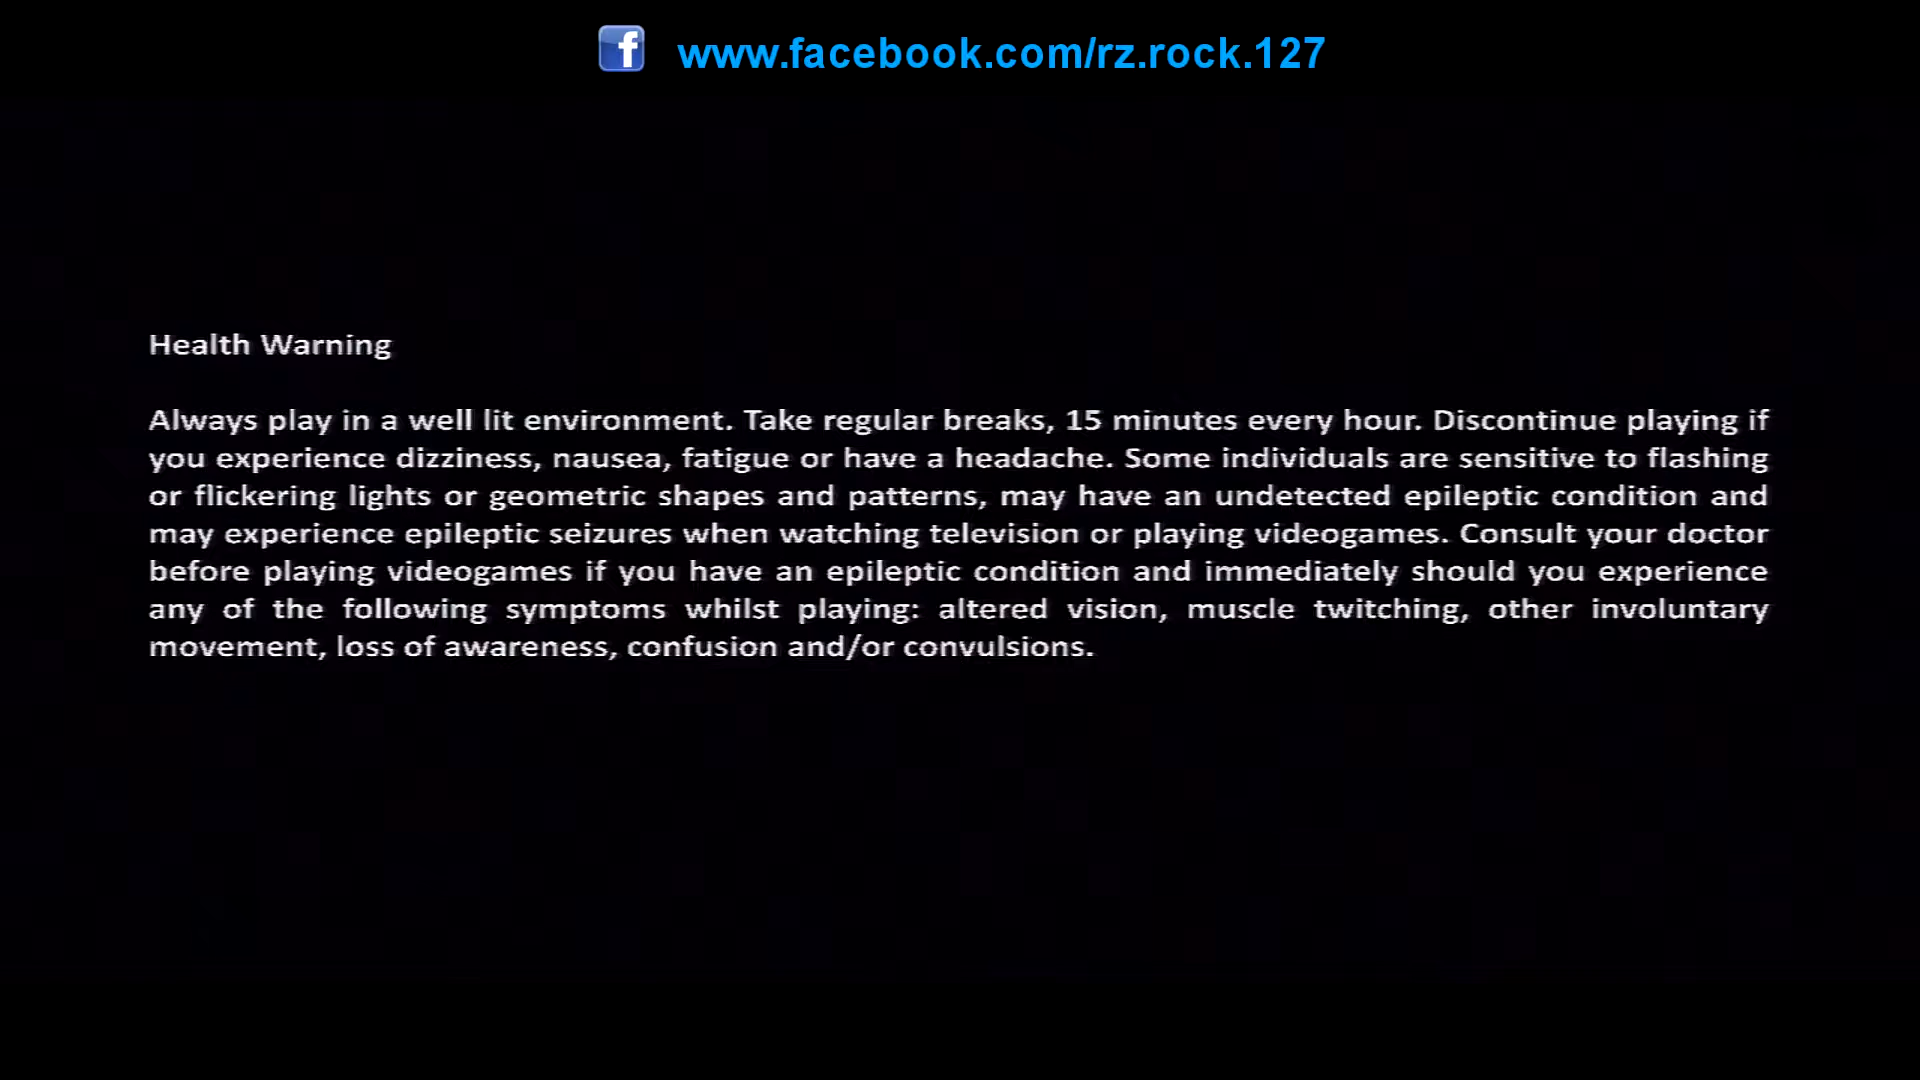 f www.facebook.com/rz.rock.127
Health Warning
Always play in a well lit environment. Take regular breaks, 15 minutes every hour. Discontinue playing if
you experience dizziness, nausea, fatigue or have a headache. Some individuals are sensitive to flashing
or flickering lights or geometric shapes and patterns, may have an undetected epileptic condition and
may experience epileptic seizures when watching television or playing videogames. Consult your doctor
before playing videogames if you have an epileptic condition and immediately should you experience
any of the following symptoms whilst playing: altered vision, muscle twitching, other involuntary
movement, loss of awareness, confusion and/or convulsions.